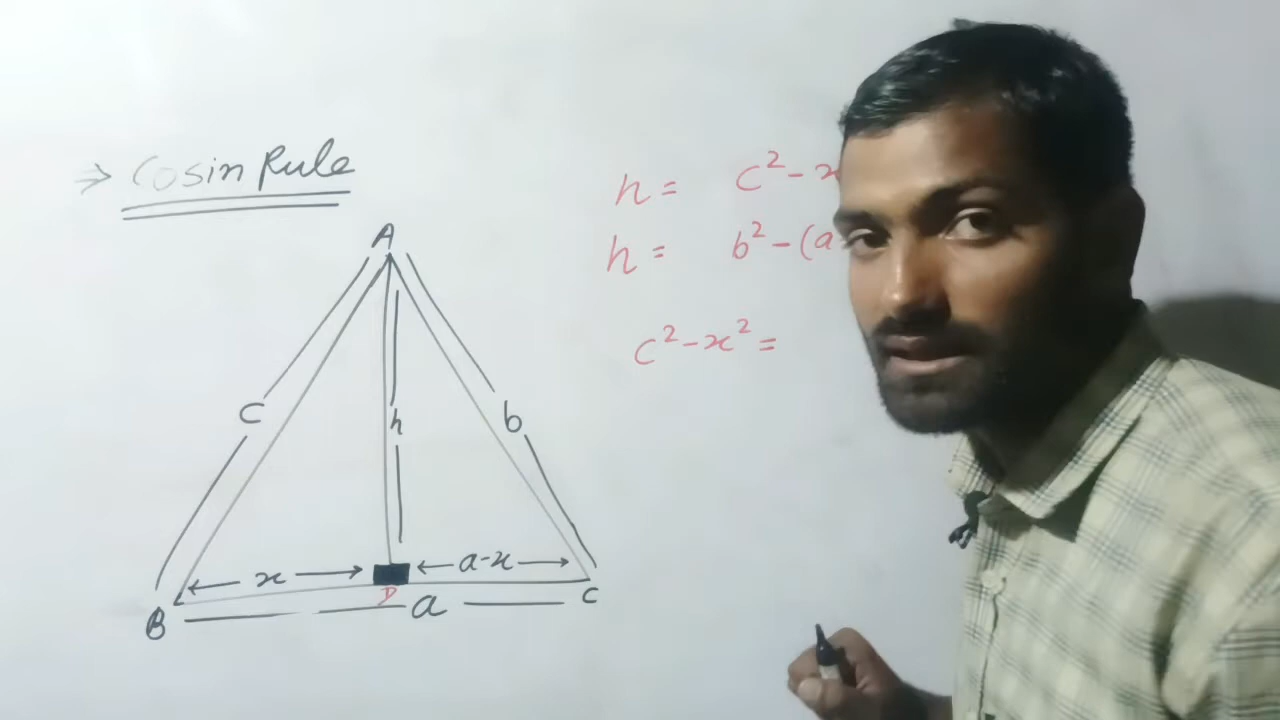 ⇒ Cosin Rule
A
c
h
b
x
a-x
B
D
a
C
h = c² - x
h = b² - (a
c² - x² =